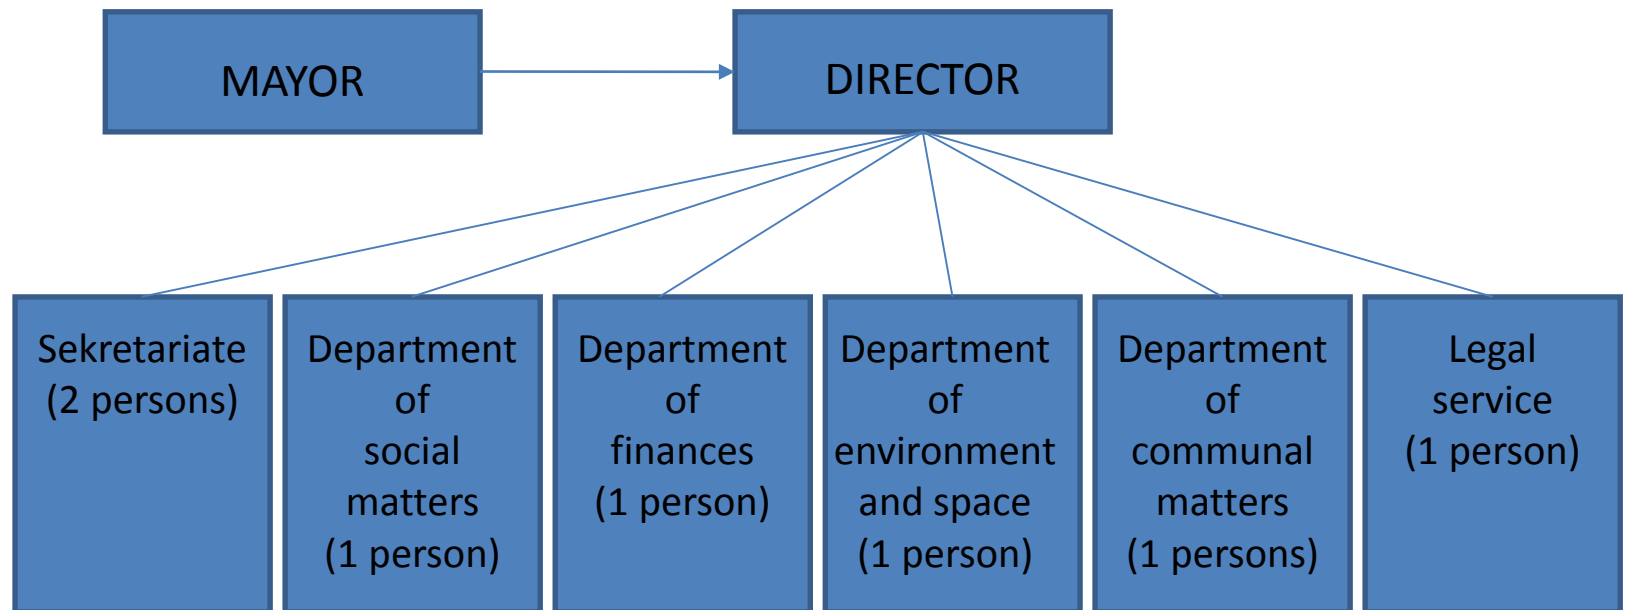 MAYOR
DIRECTOR
Sekretariate
(2 persons)
Department
of
social
matters
(1 person)
Department
of
finances
(1 person)
Department
of
environment
and space
(1 person)
Department
of
communal
matters
(1 persons)
Legal
service
(1 person)